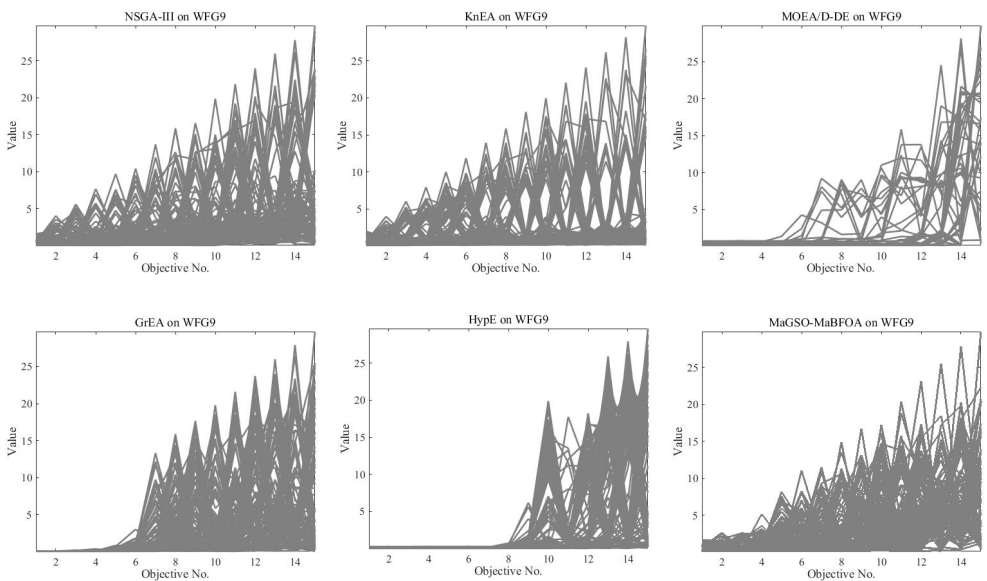 NSGA-III on WFG9
25
20
15
10
5
Value
2 4 6 8 10 12 14
Objective No.
KnEA on WFG9
25
20
15
10
5
Value
2 4 6 8 10 12 14
Objective No.
MOEA/D-DE on WFG9
25
20
15
10
5
Value
2 4 6 8 10 12 14
Objective No.
GrEA on WFG9
25
20
15
10
5
Value
2 4 6 8 10 12 14
Objective No.
HypE on WFG9
25
20
15
10
5
Value
2 4 6 8 10 12 14
Objective No.
MaGSO-MaBFOA on WFG9
25
20
15
10
5
Value
2 4 6 8 10 12 14
Objective No.